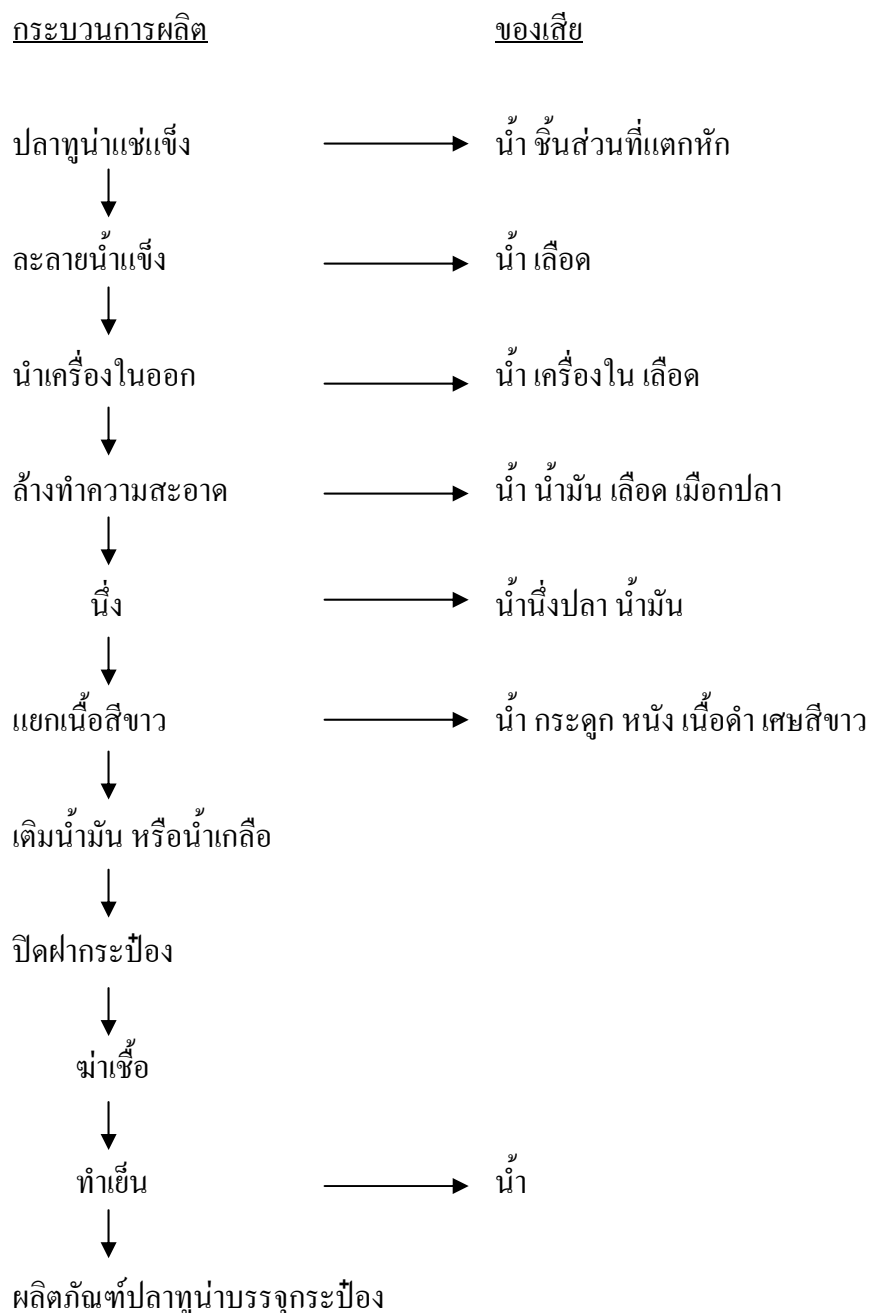 กระบวนการผลิต ของเสีย
ปลาทูน่าแช่แข็ง น้ำ ชิ้นส่วนที่แตกหัก
ละลายน้ำแข็ง น้ำ เลือด
นำเครื่องในออก น้ำ เครื่องใน เลือด
ล้างทำความสะอาด น้ำ น้ำมัน เลือด เมือกปลา
นึ่ง น้ำนึ่งปลา น้ำมัน
แยกเนื้อสีขาว น้ำ กระดูก หนัง เนื้อดำ เศษสีขาว
เติมน้ำมัน หรือน้ำเกลือ
ปิดฝากระป๋อง
ฆ่าเชื้อ
ทำเย็น น้ำ
ผลิตภัณฑ์ปลาทูน่าบรรจุกระป๋อง